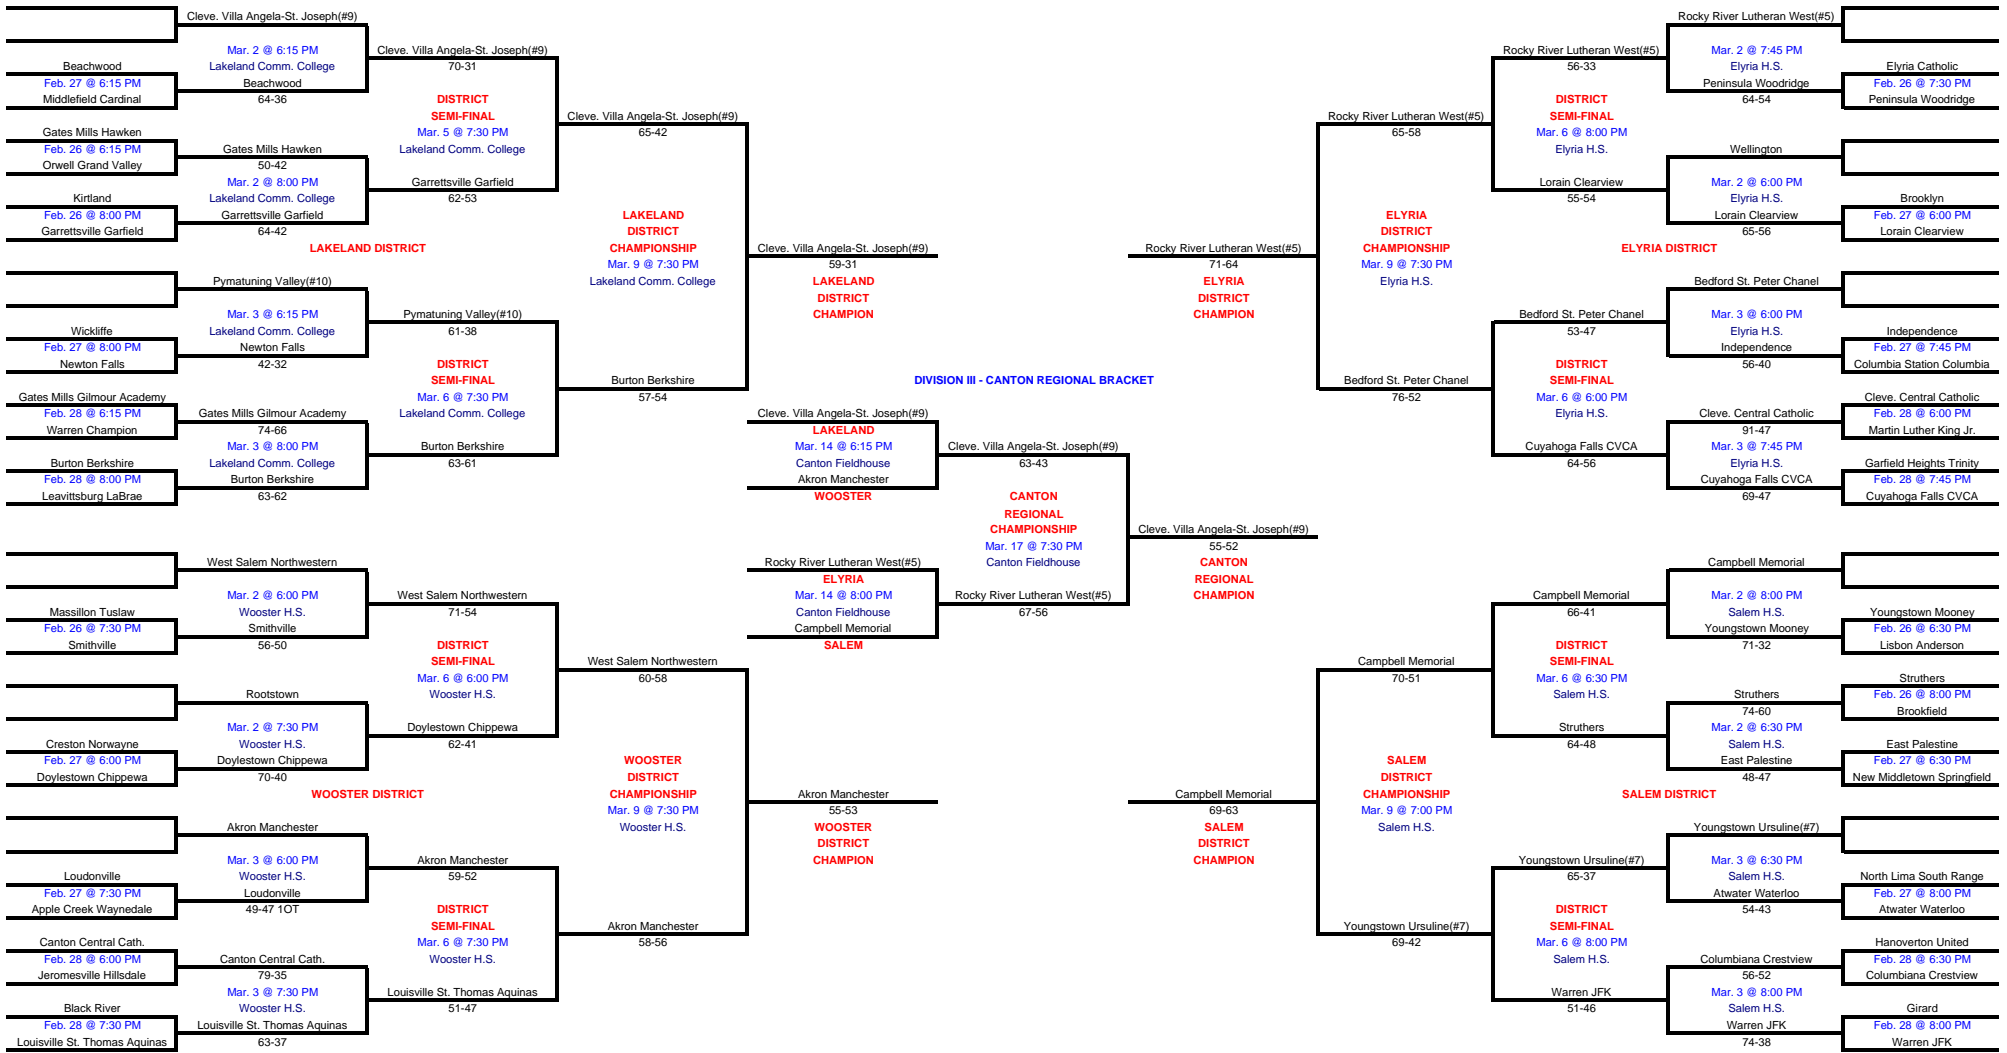 Cleve. Villa Angela-St. Joseph(#9)
Mar. 2 @ 6:15 PM
Cleve. Villa Angela-St. Joseph(#9)
Beachwood
Lakeland Comm. College
70-31
Feb. 27 @ 6:15 PM
Beachwood
Middlefield Cardinal
64-36
DISTRICT
SEMI-FINAL
Cleve. Villa Angela-St. Joseph(#9)
Gates Mills Hawken
Mar. 5 @ 7:30 PM
65-42
Feb. 26 @ 6:15 PM
Gates Mills Hawken
Lakeland Comm. College
Orwell Grand Valley
50-42
Mar. 2 @ 8:00 PM
Garrettsville Garfield
Kirtland
Lakeland Comm. College
62-53
Feb. 26 @ 8:00 PM
Garrettsville Garfield
Garrettsville Garfield
64-42
LAKELAND
DISTRICT
CHAMPIONSHIP
Mar. 9 @ 7:30 PM
Lakeland Comm. College
LAKELAND DISTRICT
Cleve. Villa Angela-St. Joseph(#9)
59-31
LAKELAND
DISTRICT
CHAMPION
Pymatuning Valley(#10)
Mar. 3 @ 6:15 PM
Pymatuning Valley(#10)
Wickliffe
Lakeland Comm. College
61-38
Feb. 27 @ 8:00 PM
Newton Falls
Newton Falls
42-32
DISTRICT
SEMI-FINAL
Burton Berkshire
Mar. 6 @ 7:30 PM
57-54
Lakeland Comm. College
Gates Mills Gilmour Academy
Feb. 28 @ 6:15 PM
Gates Mills Gilmour Academy
Warren Champion
74-66
Mar. 3 @ 8:00 PM
Burton Berkshire
Burton Berkshire
Lakeland Comm. College
63-61
Feb. 28 @ 8:00 PM
Burton Berkshire
Leavittsburg LaBrae
63-62
West Salem Northwestern
Mar. 2 @ 6:00 PM
West Salem Northwestern
Massillon Tuslaw
Wooster H.S.
71-54
Feb. 26 @ 7:30 PM
Smithville
Smithville
56-50
DISTRICT
SEMI-FINAL
West Salem Northwestern
Mar. 6 @ 6:00 PM
60-58
Wooster H.S.
Rootstown
Mar. 2 @ 7:30 PM
Doylestown Chippewa
Creston Norwayne
Wooster H.S.
62-41
Feb. 27 @ 6:00 PM
Doylestown Chippewa
Doylestown Chippewa
70-40
WOOSTER
DISTRICT
CHAMPIONSHIP
Mar. 9 @ 7:30 PM
Wooster H.S.
WOOSTER DISTRICT
Akron Manchester
55-53
WOOSTER
DISTRICT
CHAMPION
Akron Manchester
Mar. 3 @ 6:00 PM
Akron Manchester
Loudonville
Wooster H.S.
59-52
Feb. 27 @ 7:30 PM
Loudonville
Apple Creek Waynedale
49-47 1OT
DISTRICT
SEMI-FINAL
Akron Manchester
Mar. 6 @ 7:30 PM
58-56
Wooster H.S.
Canton Central Cath.
Feb. 28 @ 6:00 PM
Canton Central Cath.
Jeromesville Hillsdale
79-35
Mar. 3 @ 7:30 PM
Louisville St. Thomas Aquinas
Black River
Wooster H.S.
51-47
Feb. 28 @ 7:30 PM
Louisville St. Thomas Aquinas
Louisville St. Thomas Aquinas
63-37
DIVISION III - CANTON REGIONAL BRACKET
Cleve. Villa Angela-St. Joseph(#9)
LAKELAND
Mar. 14 @ 6:15 PM
Cleve. Villa Angela-St. Joseph(#9)
Canton Fieldhouse
63-43
Akron Manchester
WOOSTER
CANTON
REGIONAL
CHAMPIONSHIP
Mar. 17 @ 7:30 PM
Canton Fieldhouse
Cleve. Villa Angela-St. Joseph(#9)
55-52
CANTON
REGIONAL
CHAMPION
Rocky River Lutheran West(#5)
ELYRIA
Mar. 14 @ 8:00 PM
Rocky River Lutheran West(#5)
Canton Fieldhouse
67-56
Campbell Memorial
SALEM
Rocky River Lutheran West(#5)
Rocky River Lutheran West(#5)
Mar. 2 @ 7:45 PM
56-33
Elyria H.S.
Elyria Catholic
Peninsula Woodridge
Feb. 26 @ 7:30 PM
64-54
Peninsula Woodridge
DISTRICT
SEMI-FINAL
Rocky River Lutheran West(#5)
Mar. 6 @ 8:00 PM
65-58
Elyria H.S.
Wellington
Lorain Clearview
Mar. 2 @ 6:00 PM
55-54
Elyria H.S.
Brooklyn
Lorain Clearview
Feb. 27 @ 6:00 PM
65-56
Lorain Clearview
ELYRIA
DISTRICT
CHAMPIONSHIP
Mar. 9 @ 7:30 PM
Elyria H.S.
ELYRIA DISTRICT
Rocky River Lutheran West(#5)
71-64
ELYRIA
DISTRICT
CHAMPION
Bedford St. Peter Chanel
Bedford St. Peter Chanel
Mar. 3 @ 6:00 PM
53-47
Elyria H.S.
Independence
Independence
Feb. 27 @ 7:45 PM
56-40
Columbia Station Columbia
DISTRICT
SEMI-FINAL
Bedford St. Peter Chanel
Mar. 6 @ 6:00 PM
76-52
Elyria H.S.
Cleve. Central Catholic
Cleve. Central Catholic
Feb. 28 @ 6:00 PM
91-47
Martin Luther King Jr.
Cuyahoga Falls CVCA
Mar. 3 @ 7:45 PM
64-56
Elyria H.S.
Garfield Heights Trinity
Cuyahoga Falls CVCA
Feb. 28 @ 7:45 PM
69-47
Cuyahoga Falls CVCA
Campbell Memorial
Campbell Memorial
Mar. 2 @ 8:00 PM
66-41
Salem H.S.
Youngstown Mooney
Youngstown Mooney
Feb. 26 @ 6:30 PM
71-32
Lisbon Anderson
DISTRICT
SEMI-FINAL
Campbell Memorial
Mar. 6 @ 6:30 PM
70-51
Salem H.S.
Struthers
Struthers
Feb. 26 @ 8:00 PM
74-60
Brookfield
Struthers
Mar. 2 @ 6:30 PM
64-48
Salem H.S.
East Palestine
East Palestine
Feb. 27 @ 6:30 PM
48-47
New Middletown Springfield
SALEM
DISTRICT
CHAMPIONSHIP
Mar. 9 @ 7:00 PM
Salem H.S.
SALEM DISTRICT
Campbell Memorial
69-63
SALEM
DISTRICT
CHAMPION
Youngstown Ursuline(#7)
Youngstown Ursuline(#7)
Mar. 3 @ 6:30 PM
65-37
Salem H.S.
North Lima South Range
Atwater Waterloo
Feb. 27 @ 8:00 PM
54-43
Atwater Waterloo
DISTRICT
SEMI-FINAL
Youngstown Ursuline(#7)
Mar. 6 @ 8:00 PM
69-42
Salem H.S.
Hanoverton United
Columbiana Crestview
Feb. 28 @ 6:30 PM
56-52
Columbiana Crestview
Warren JFK
Mar. 3 @ 8:00 PM
51-46
Salem H.S.
Girard
Warren JFK
Feb. 28 @ 8:00 PM
74-38
Warren JFK